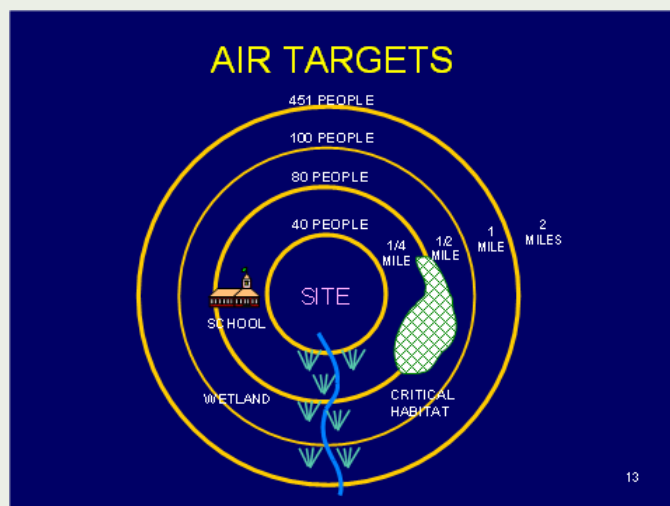 AIR TARGETS
451 PEOPLE
100 PEOPLE
80 PEOPLE
40 PEOPLE
1/4
MILE
1/2
MILE
1
MILE
2
MILES
SITE
SCHOOL
WETLAND
CRITICAL
HABITAT
13